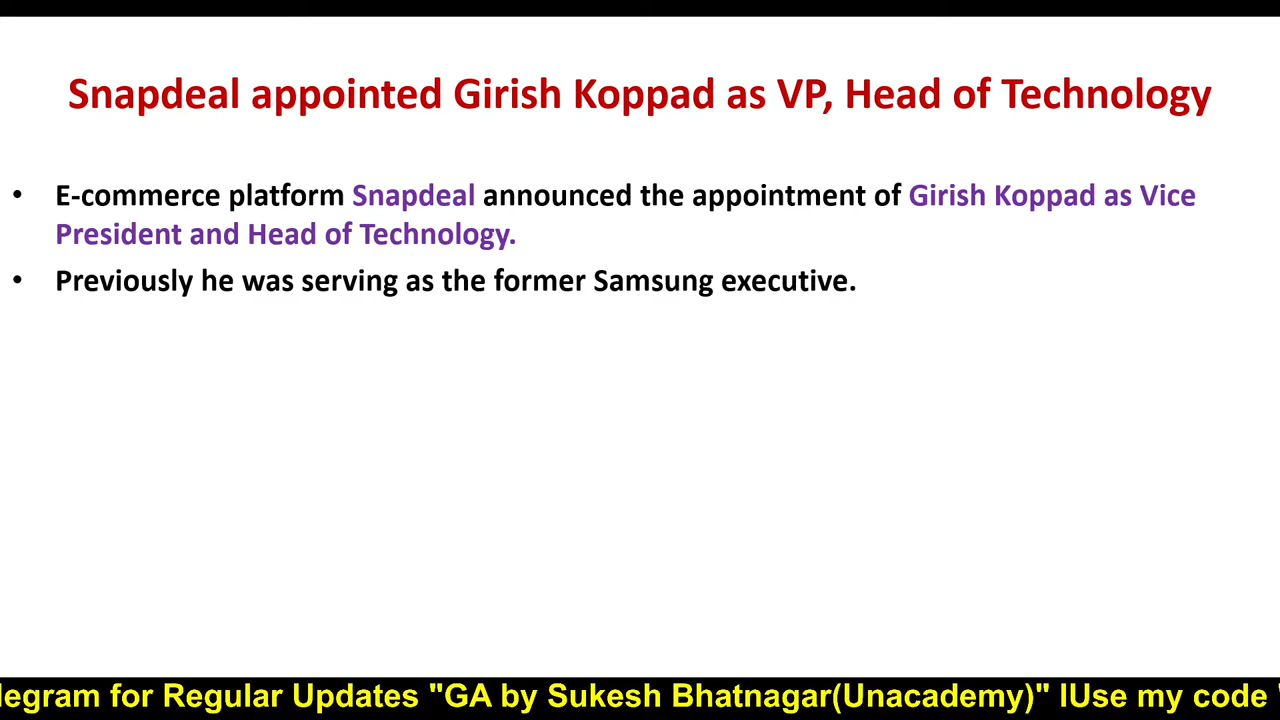 Snapdeal appointed Girish Koppad as VP, Head of Technology
• E-commerce platform Snapdeal announced the appointment of Girish Koppad as Vice
President and Head of Technology.
• Previously he was serving as the former Samsung executive.
legram for Regular Updates "GA by Sukesh Bhatnagar(Unacademy)" lUse my code